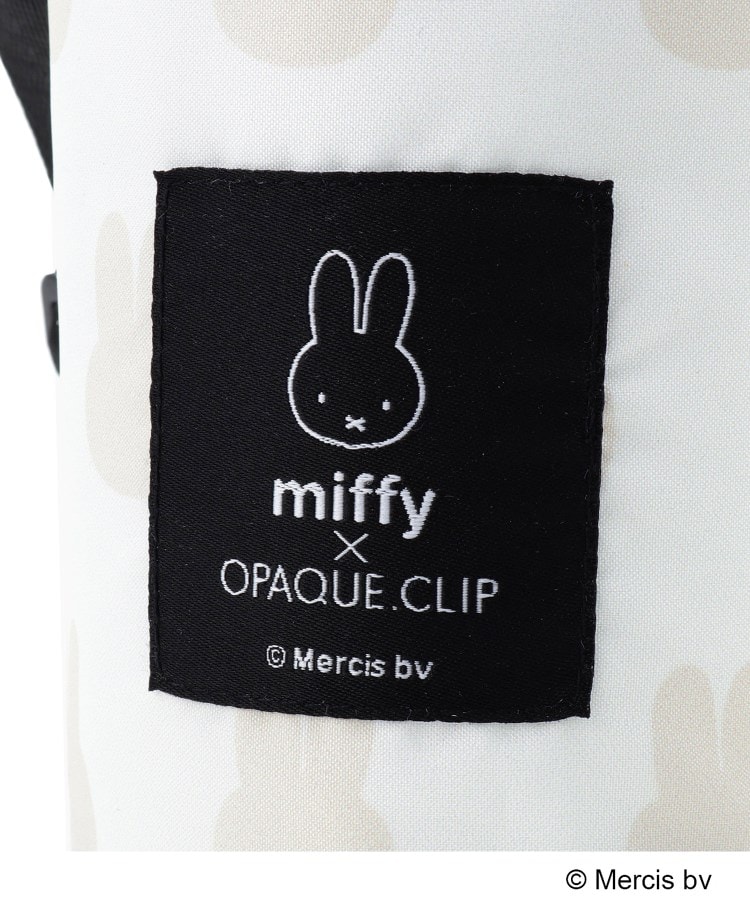 miffy
×
OPAQUE.CLIP
© Mercis bv
© Mercis bv